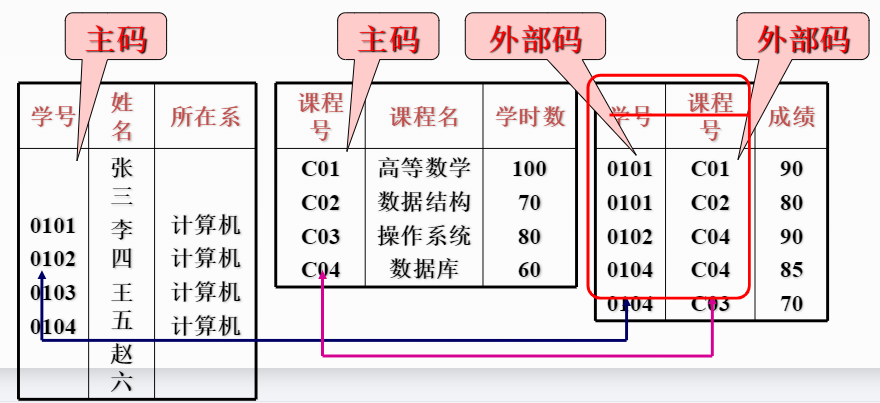 主码
主码
外部码
外部码
学号 姓名 所在系
0101 张三 计算机
0102 李四 计算机
0103 王五 计算机
0104 赵六 计算机
课程号 课程名 学时数
C01 高等数学 100
C02 数据结构 70
C03 操作系统 80
C04 数据库 60
学号 课程号 成绩
0101 C01 90
0101 C02 80
0102 C04 90
0104 C04 85
0104 C03 70